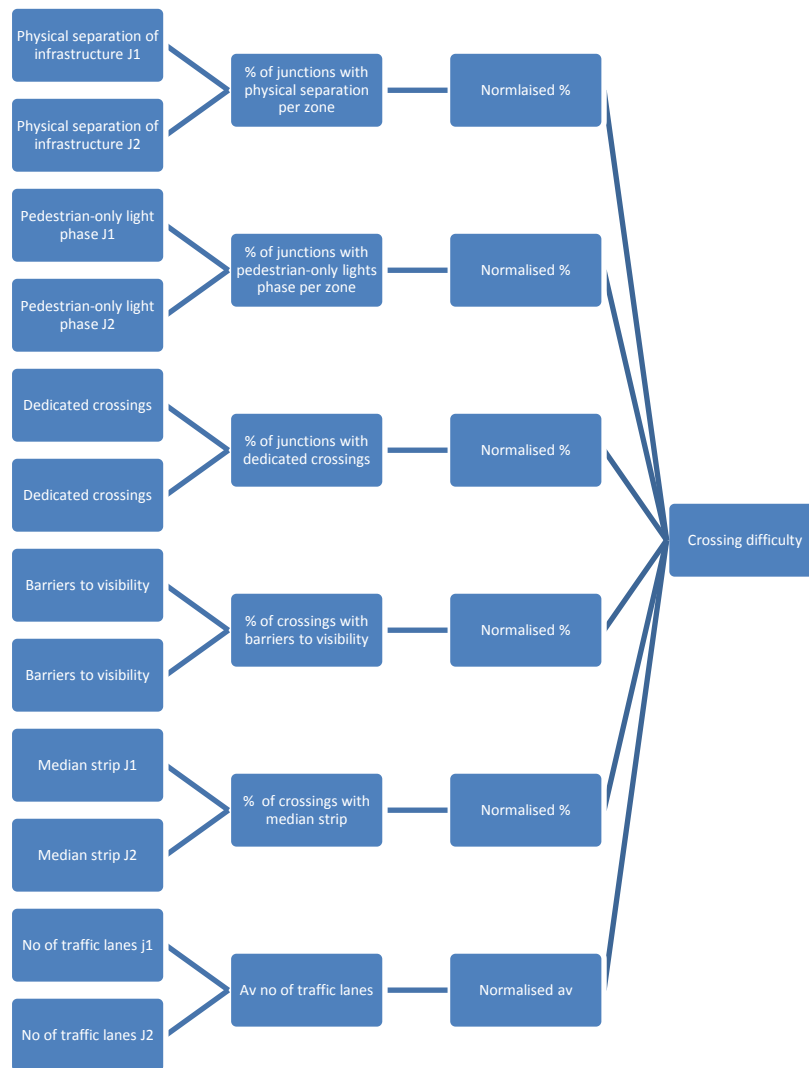 Physical separation of
infrastructure J1
Physical separation of
infrastructure J2
% of junctions with
physical separation
per zone
Normlaised %
Pedestrian-only light
phase J1
Pedestrian-only light
phase J2
% of junctions with
pedestrian-only lights
phase per zone
Normalised %
Dedicated crossings
Dedicated crossings
% of junctions with
dedicated crossings
Normalised %
Barriers to visibility
Barriers to visibility
% of crossings with
barriers to visibility
Normalised %
Median strip J1
Median strip J2
% of crossings with
median strip
Normalised %
No of traffic lanes j1
No of traffic lanes J2
Av no of traffic lanes
Normalised av
Crossing difficulty